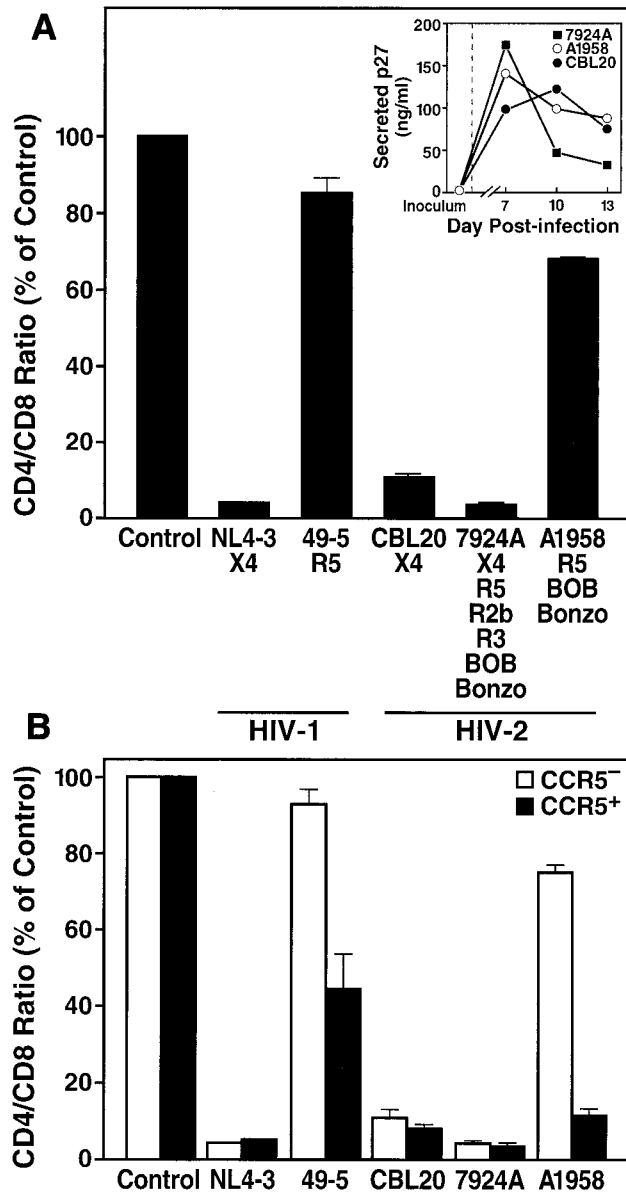 A
CD4/CD8 Ratio (% of Control)
100
80
60
40
20
0
Secreted p27
(ng/ml)
200
150
100
50
0
7924A
A1958
CBL20
Inoculum 7 10 13
Day Post-infection
Control NL4-3 49-5 CBL20 7924A A1958
X4 R5 X4 X4 R5
R5 BOB
R2b Bonzo
R3
BOB
Bonzo
HIV-1 HIV-2
B
CD4/CD8 Ratio (% of Control)
100
80
60
40
20
0
CCR5⁻
CCR5⁺
Control NL4-3 49-5 CBL20 7924A A1958